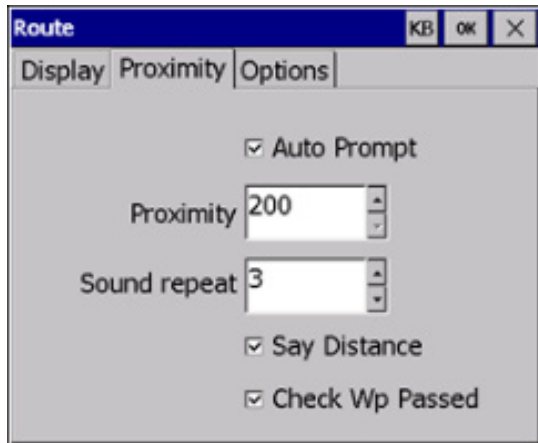 Route KB OK
Display Proximity Options
Auto Prompt
Proximity 200
Sound repeat 3
Say Distance
Check Wp Passed